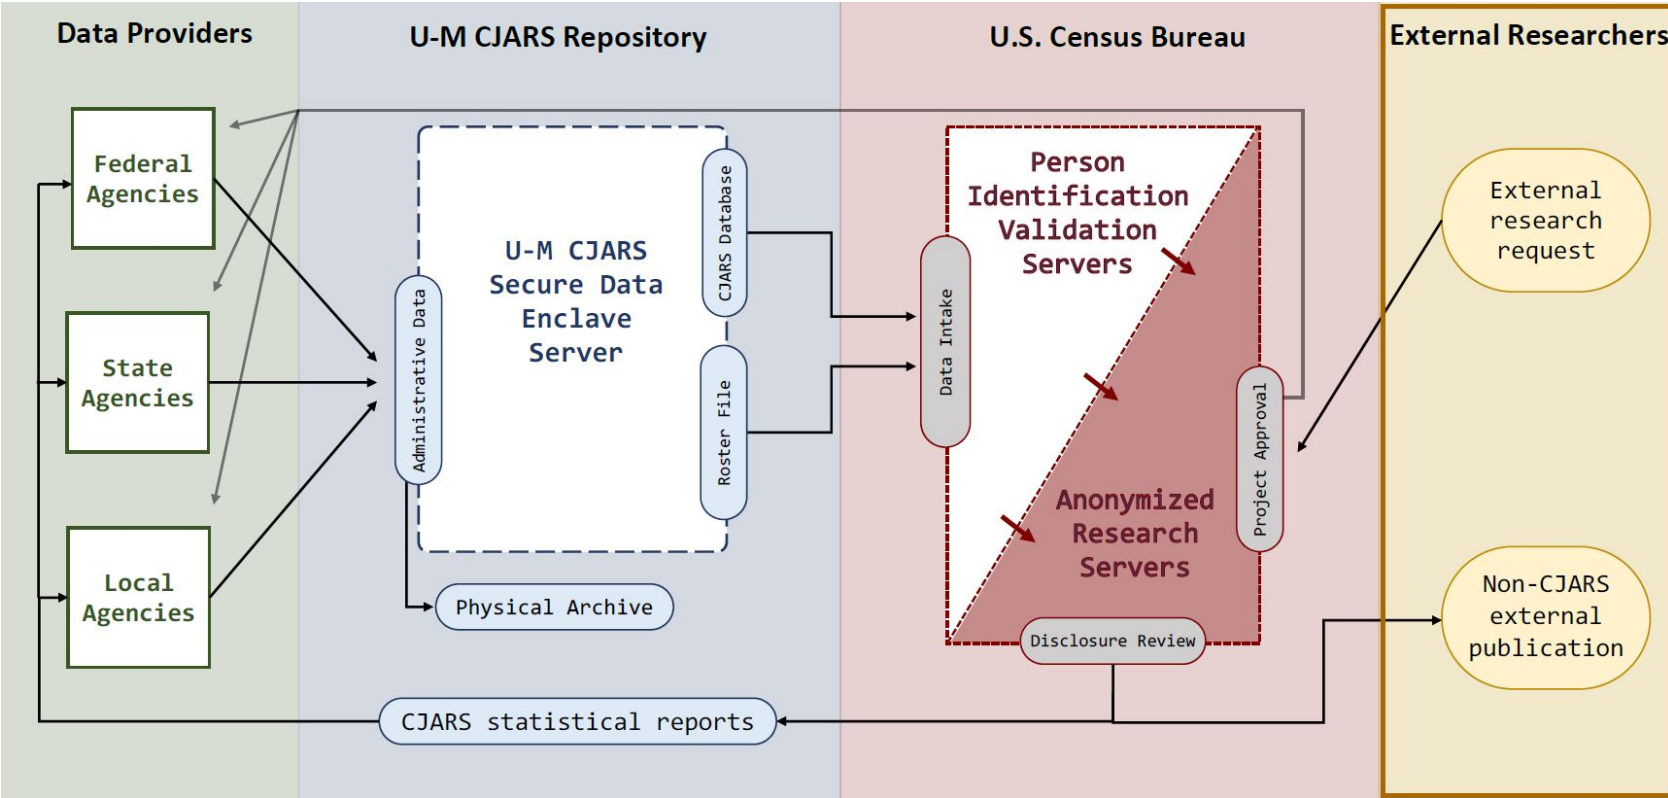 Data Providers
U-M CJARS Repository
U.S. Census Bureau
External Researchers
Federal
Agencies
State
Agencies
Local
Agencies
Administrative Data
U-M CJARS
Secure Data
Enclave
Server
CJARS Database
Roster File
Physical Archive
CJARS statistical reports
Data Intake
Person
Identification
Validation
Servers
Anonymized
Research
Servers
Project Approval
Disclosure Review
External
research
request
Non-CJARS
external
publication